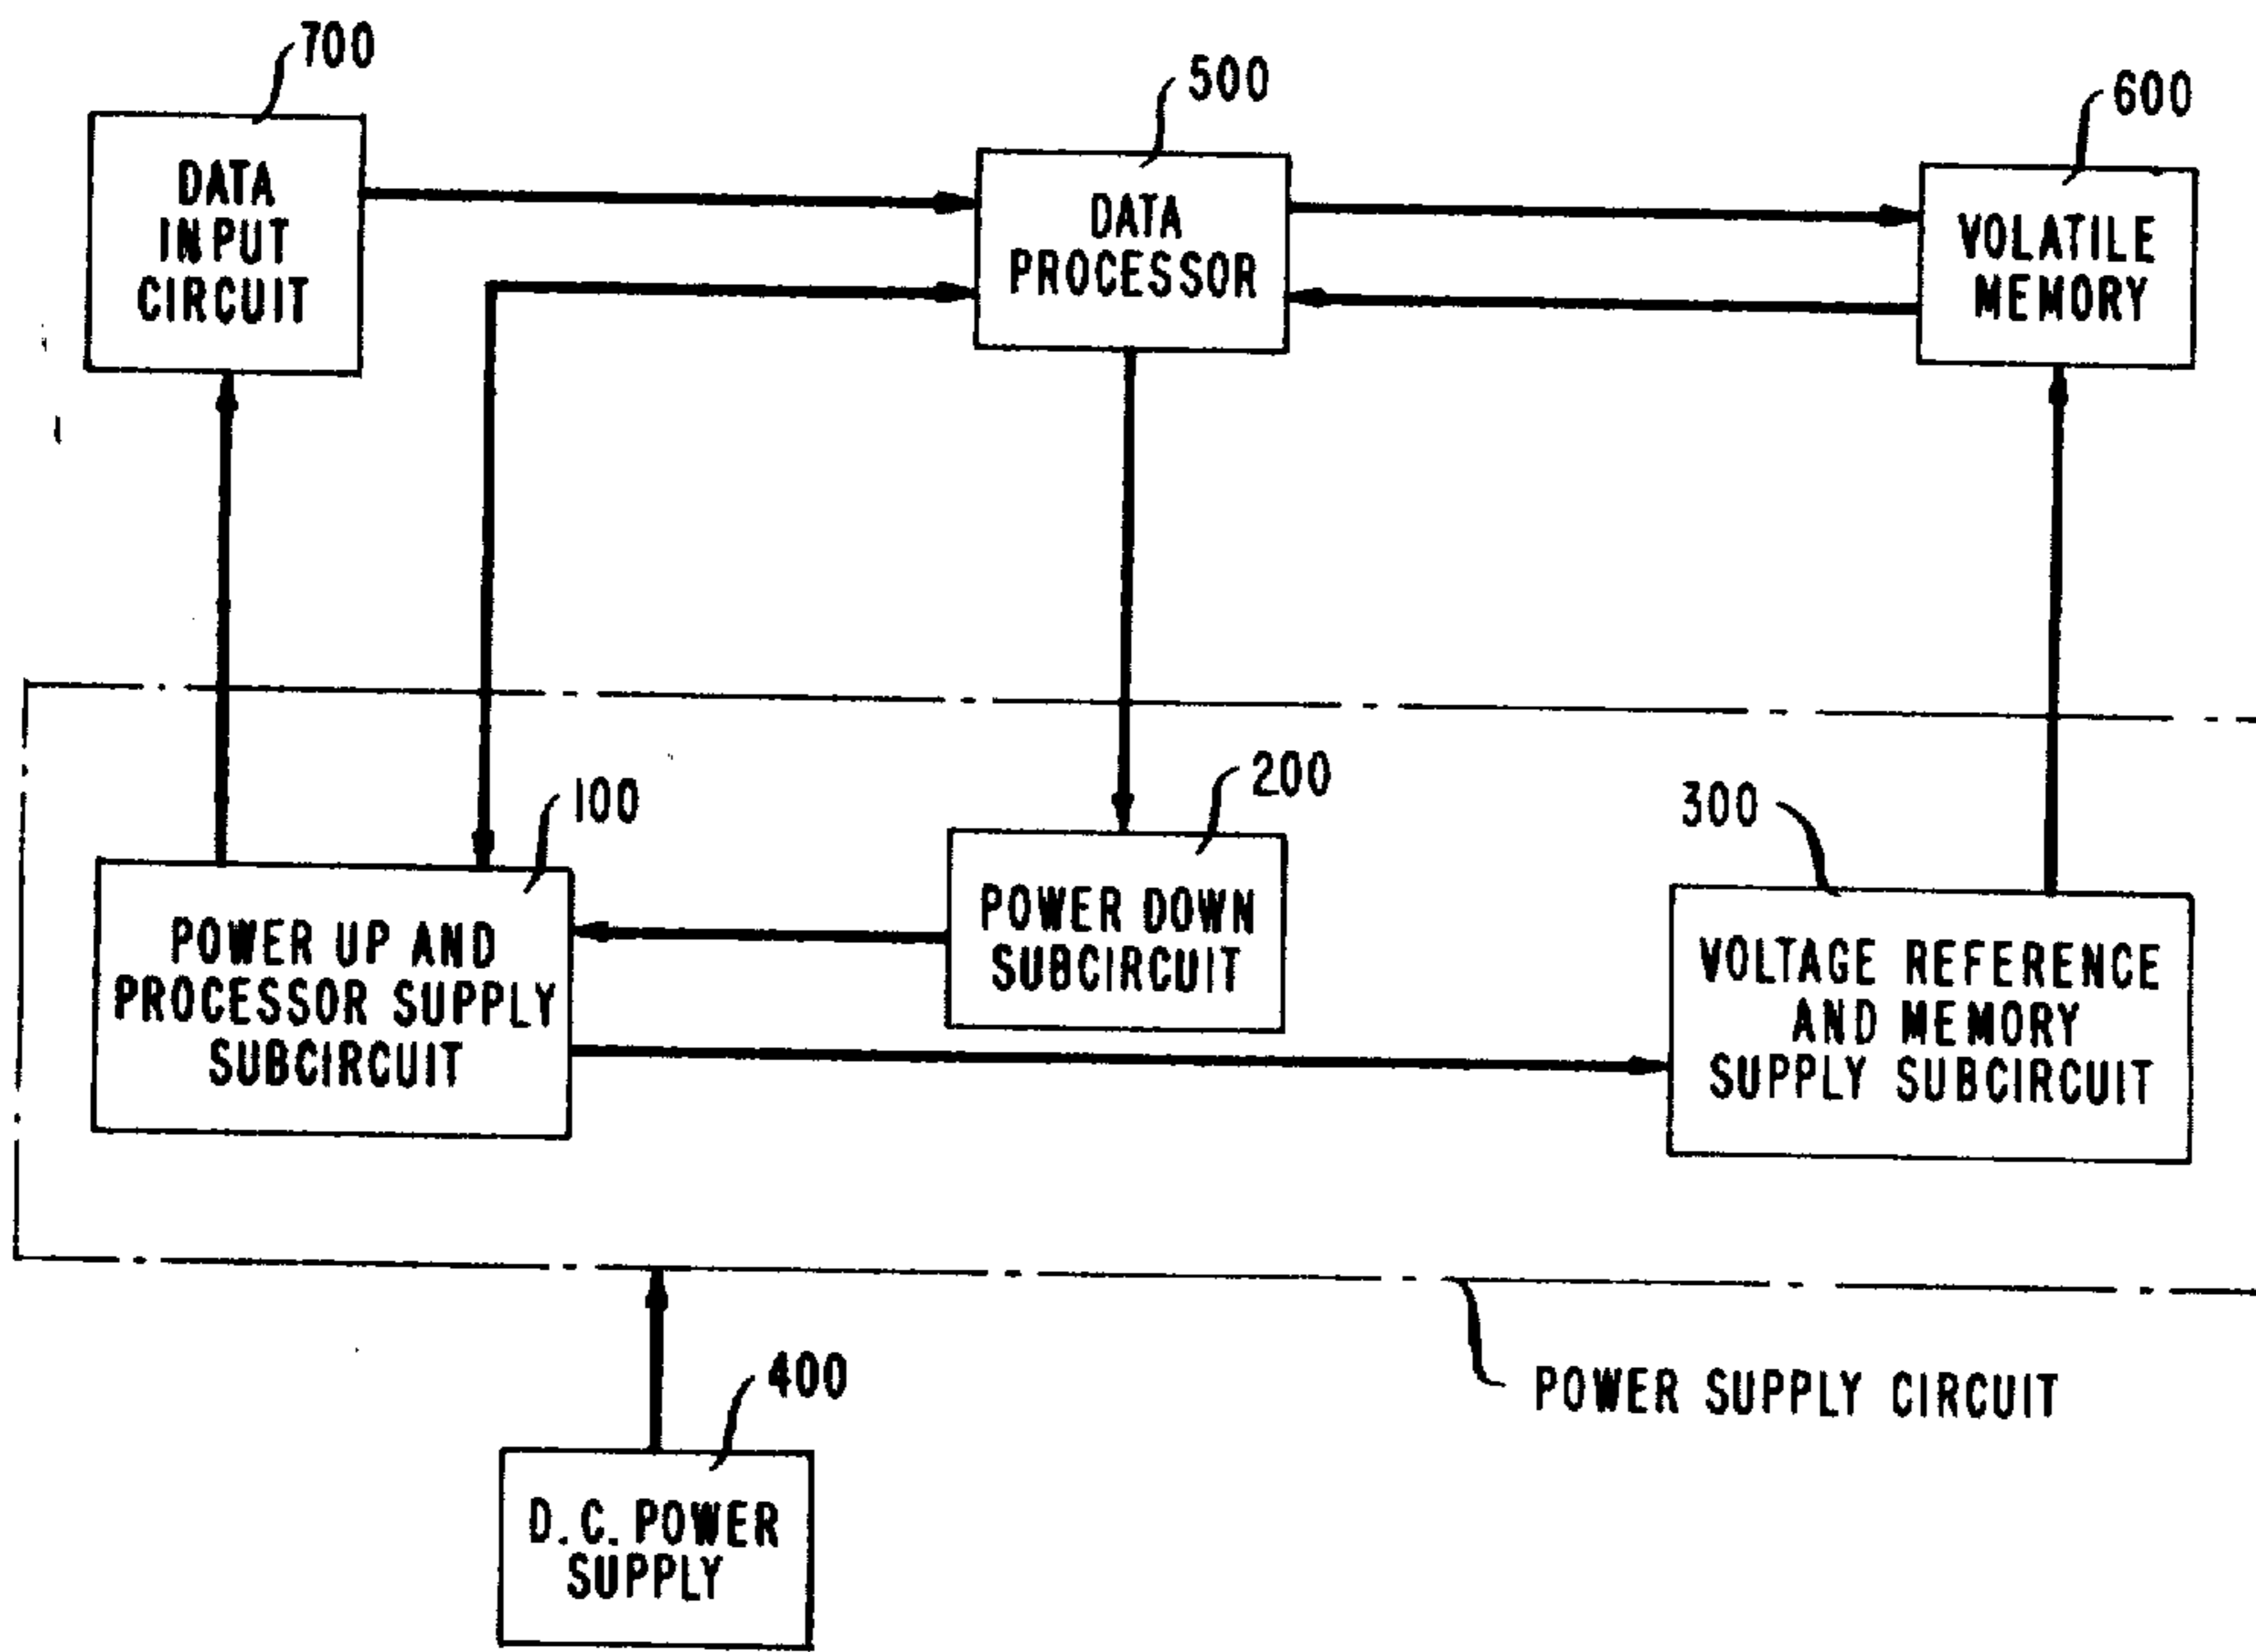 700
DATA
INPUT
CIRCUIT
500
DATA
PROCESSOR
600
VOLATILE
MEMORY
100
POWER UP AND
PROCESSOR SUPPLY
SUBCIRCUIT
200
POWER DOWN
SUBCIRCUIT
300
VOLTAGE REFERENCE
AND MEMORY
SUPPLY SUBCIRCUIT
POWER SUPPLY CIRCUIT
400
D.C. POWER
SUPPLY